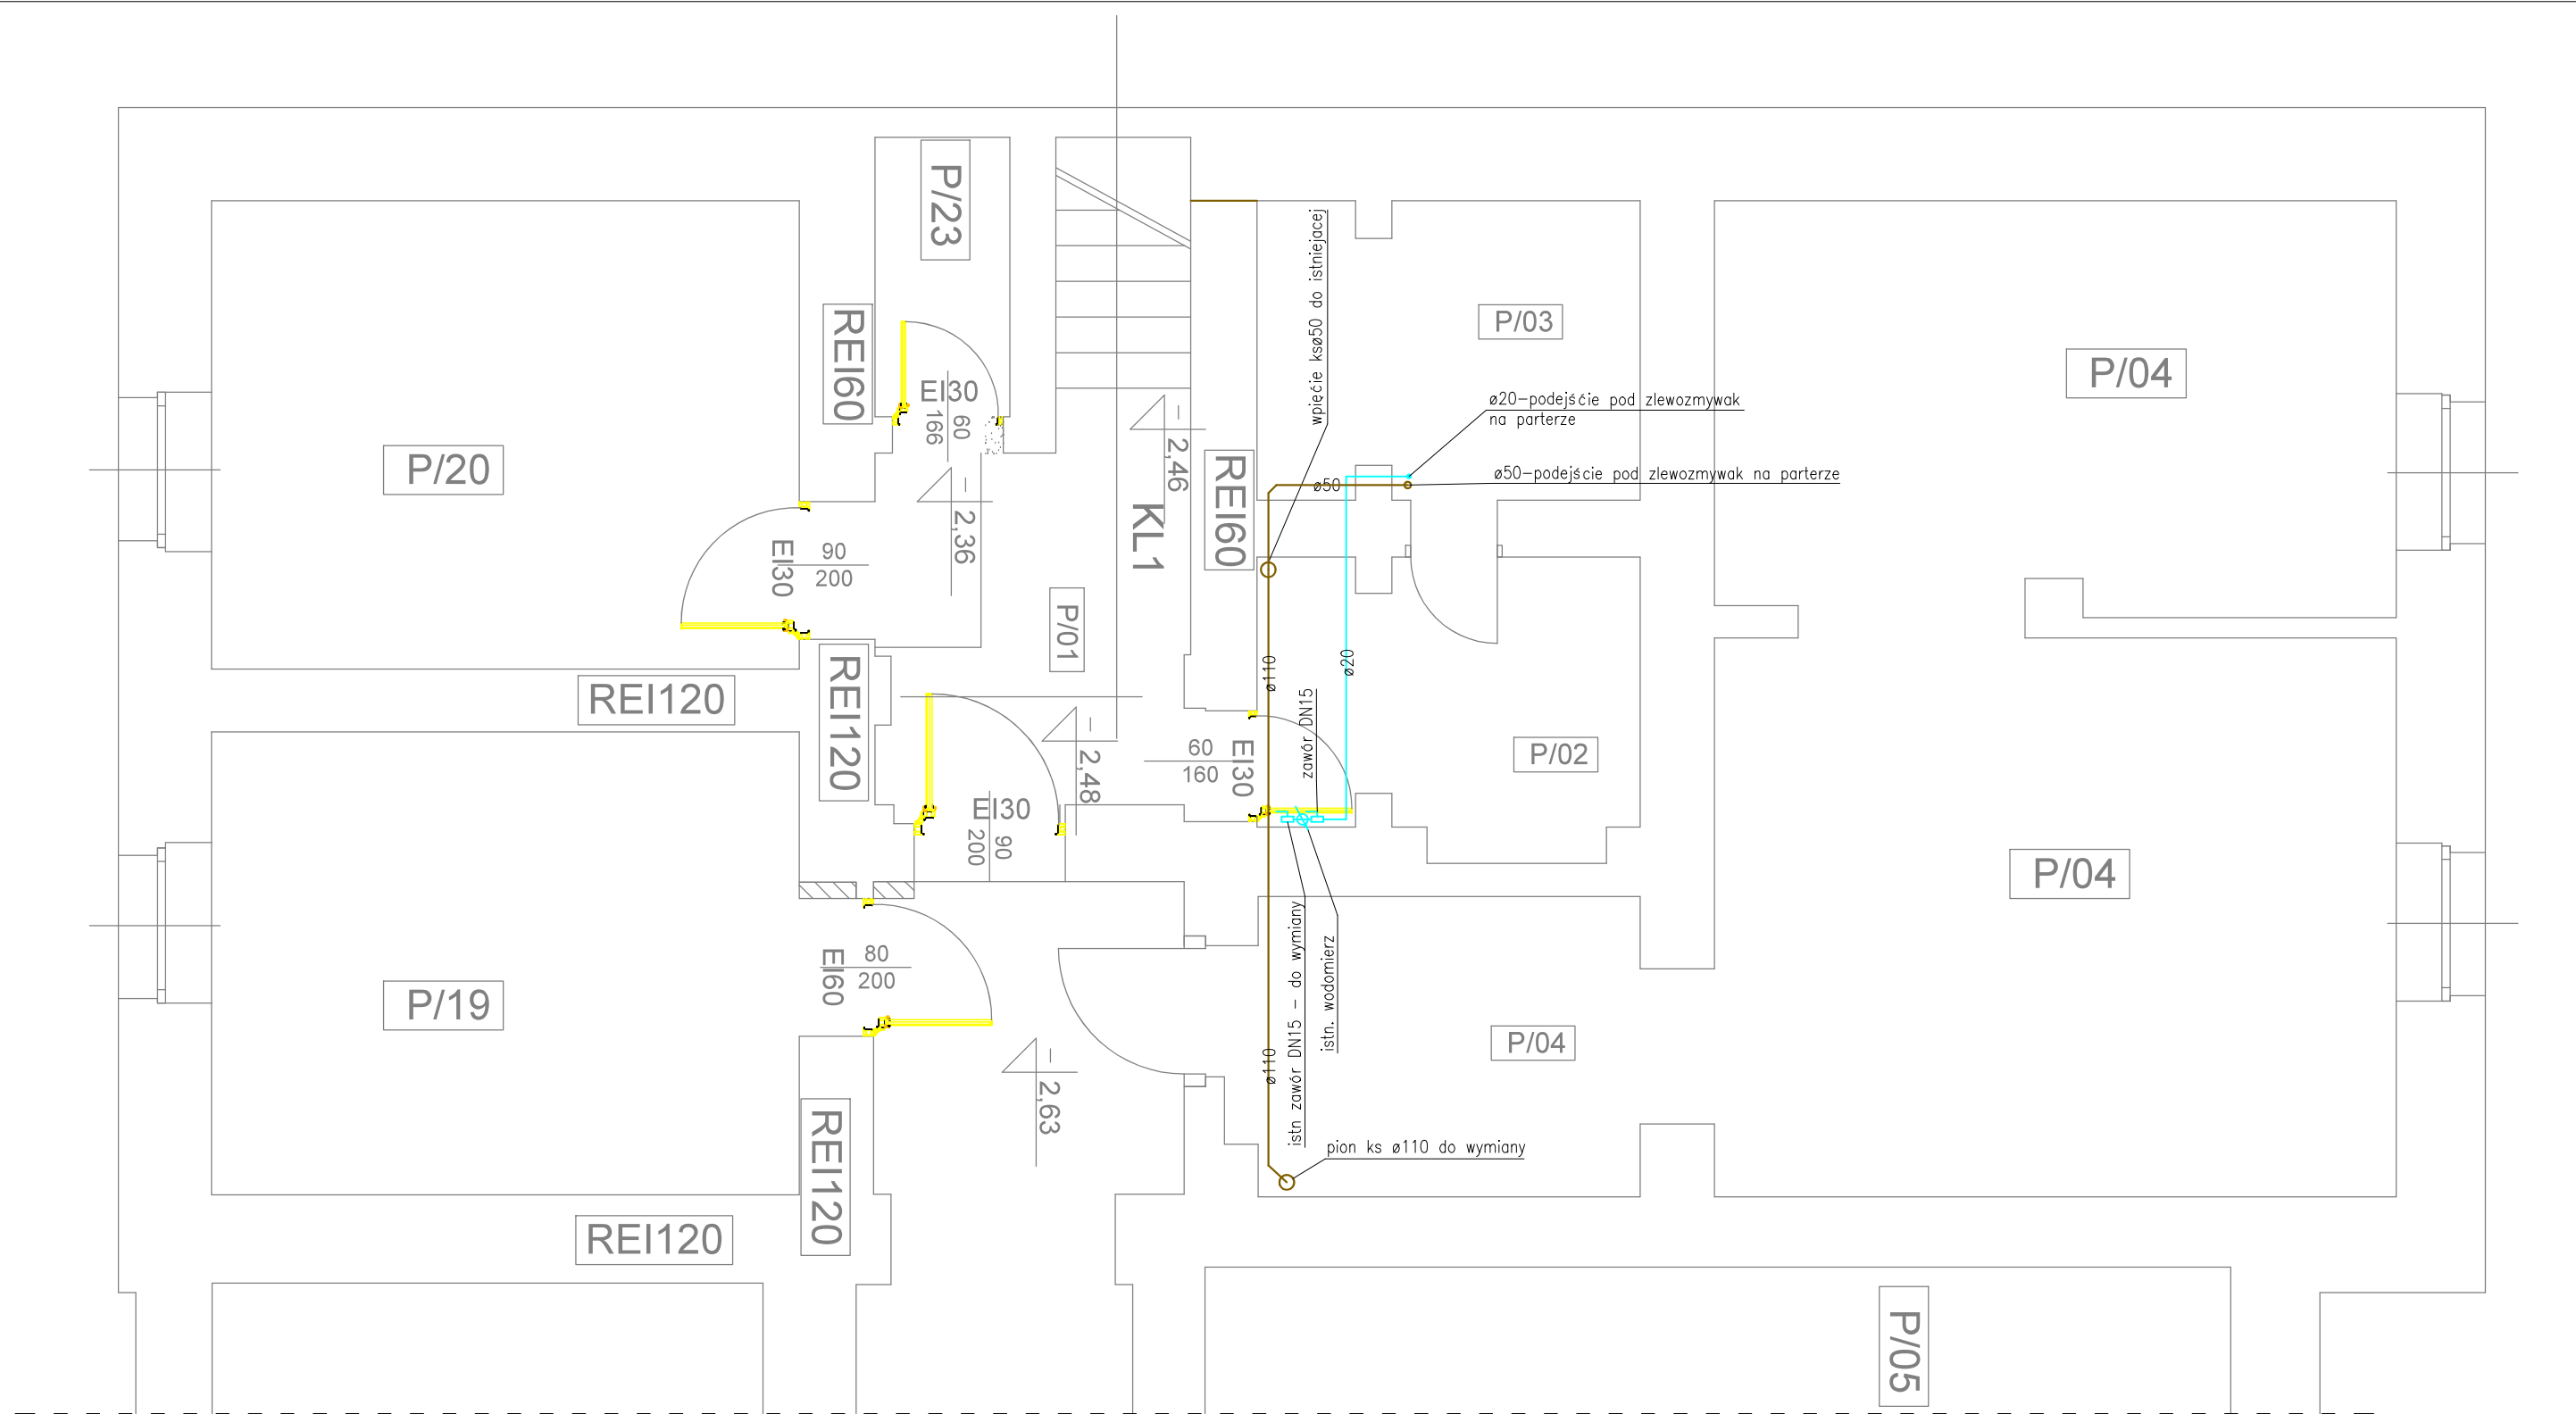 P/23
REI60
EI30
60
166
P/20
EI30
90
200
-
2,36
-
2,46
KL1
REI60
P/01
REI120
REI120
EI30
90
200
-
2,48
60
160
EI30
wpięćie ksø50 do istniejacej
P/03
P/04
ø20-podejśćie pod zlewozmywak
na parterze
ø50-podejście pod zlewozmywak na parterze
ø50
ø110
ø20
zawór DN15
P/02
P/04
P/19
EI60
80
200
-
2,63
REI120
REI120
istn zawór DN15 - do wymiany
istn. wodomierz
ø110
P/04
pion ks ø110 do wymiany
P/05